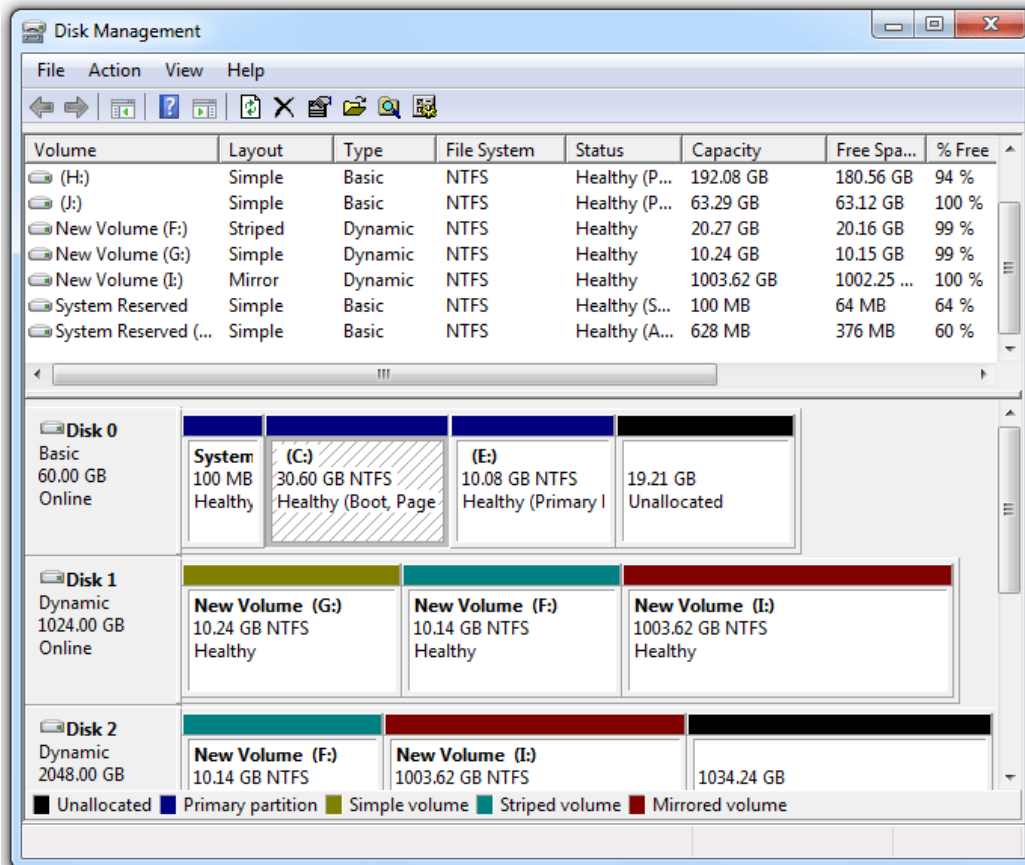 Disk Management
File Action View Help
Volume Layout Type File System Status Capacity Free Spa... % Free
(H:) Simple Basic NTFS Healthy (P... 192.08 GB 180.56 GB 94 %
(J:) Simple Basic NTFS Healthy (P... 63.29 GB 63.12 GB 100 %
New Volume (F:) Striped Dynamic NTFS Healthy 20.27 GB 20.16 GB 99 %
New Volume (G:) Simple Dynamic NTFS Healthy 10.24 GB 10.15 GB 99 %
New Volume (I:) Mirror Dynamic NTFS Healthy 1003.62 GB 1002.25 ... 100 %
System Reserved Simple Basic NTFS Healthy (S... 100 MB 64 MB 64 %
System Reserved (... Simple Basic NTFS Healthy (A... 628 MB 376 MB 60 %
Disk 0
Basic
60.00 GB
Online
System
100 MB
Healthy
(C:)
30.60 GB NTFS
Healthy (Boot, Page
(E:)
10.08 GB NTFS
Healthy (Primary I
19.21 GB
Unallocated
Disk 1
Dynamic
1024.00 GB
Online
New Volume (G:)
10.24 GB NTFS
Healthy
New Volume (F:)
10.14 GB NTFS
Healthy
New Volume (I:)
1003.62 GB NTFS
Healthy
Disk 2
Dynamic
2048.00 GB
New Volume (F:)
10.14 GB NTFS
New Volume (I:)
1003.62 GB NTFS
1034.24 GB
Unallocated Primary partition Simple volume Striped volume Mirrored volume